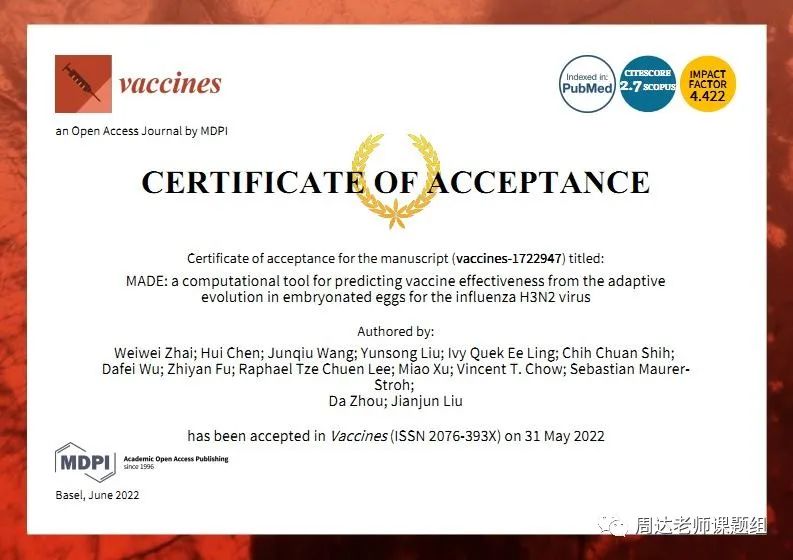 vaccines
Indexed in:
PubMed
CITESCORE
2.7 SCOPUS
IMPACT
FACTOR
4.422
an Open Access Journal by MDPI
CERTIFICATE OF ACCEPTANCE
Certificate of acceptance for the manuscript (vaccines-1722947) titled:
MADE: a computational tool for predicting vaccine effectiveness from the adaptive
evolution in embryonated eggs for the influenza H3N2 virus
Authored by:
Weiwei Zhai; Hui Chen; Junqiu Wang; Yunsong Liu; Ivy Quek Ee Ling; Chih Chuan Shih;
Dafei Wu; Zhiyan Fu; Raphael Tze Chuen Lee; Miao Xu; Vincent T. Chow; Sebastian Maurer-
Stroh;
Da Zhou; Jianjun Liu
has been accepted in Vaccines (ISSN 2076-393X) on 31 May 2022
MDPI
Academic Open Access Publishing
since 1996
Basel, June 2022
周达老师课题组